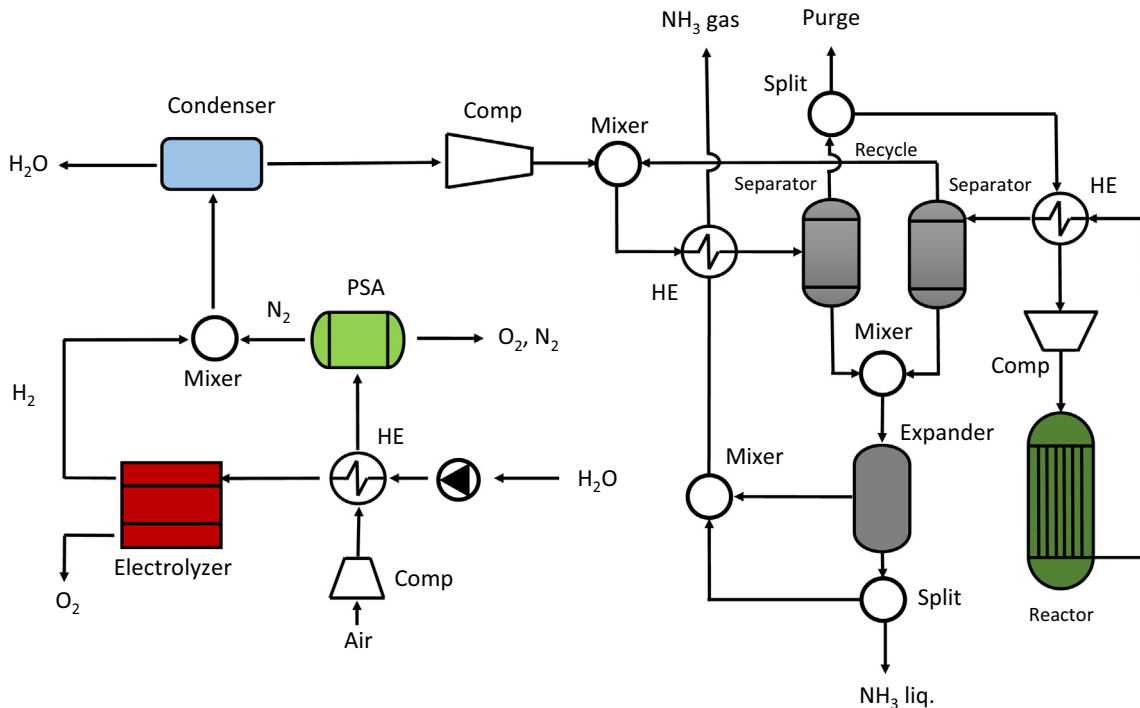 NH₃ gas
Purge
Split
Condenser
Comp
Mixer
H₂O
Recycle
Separator
Separator
HE
HE
PSA
N₂
O₂, N₂
Mixer
Mixer
Comp
H₂
HE
Expander
Mixer
H₂O
Electrolyzer
Comp
Split
O₂
Reactor
Air
NH₃ liq.